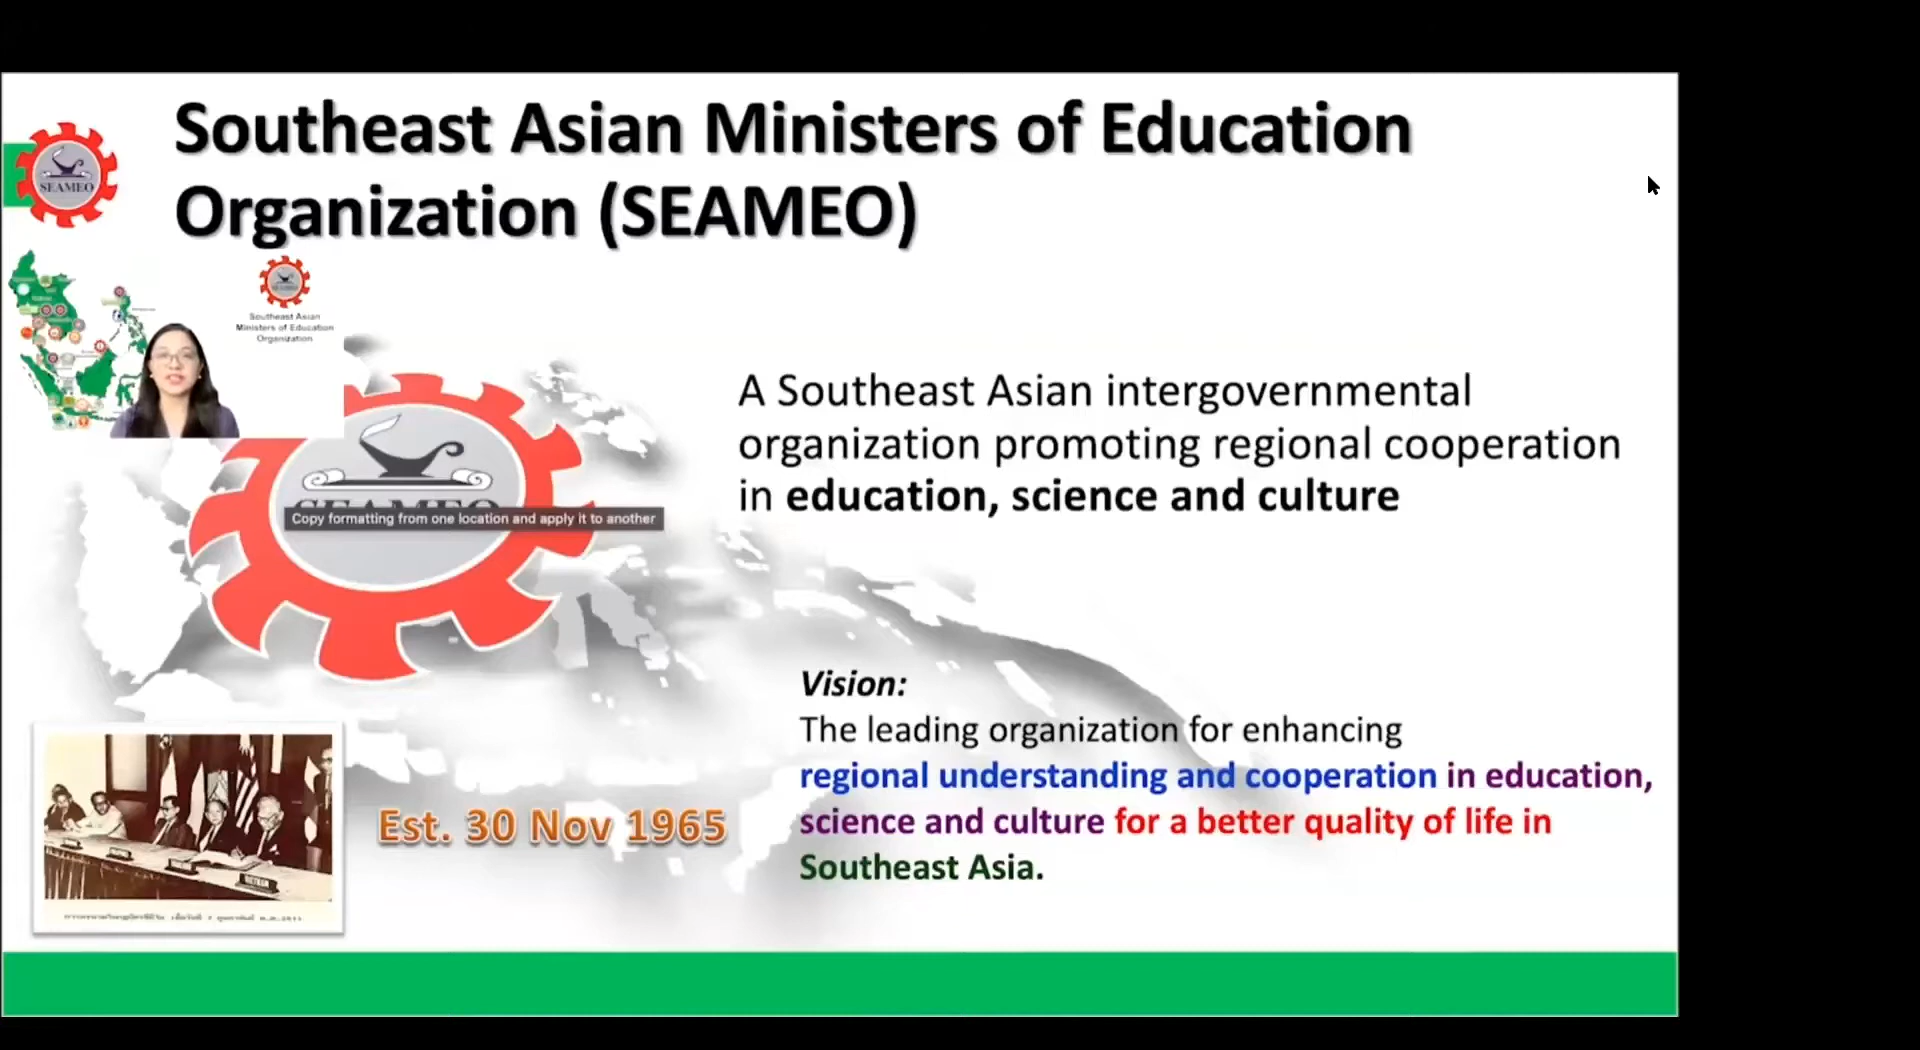 Southeast Asian Ministers of Education
Organization (SEAMEO)
SEAMEO
Southeast Asian
Ministers of Education
Organization
A Southeast Asian intergovernmental
organization promoting regional cooperation
in education, science and culture
SEAMEO
Copy formatting from one location and apply it to another
Vision:
The leading organization for enhancing
regional understanding and cooperation in education,
science and culture for a better quality of life in
Southeast Asia.
Est. 30 Nov 1965
VIETNAM